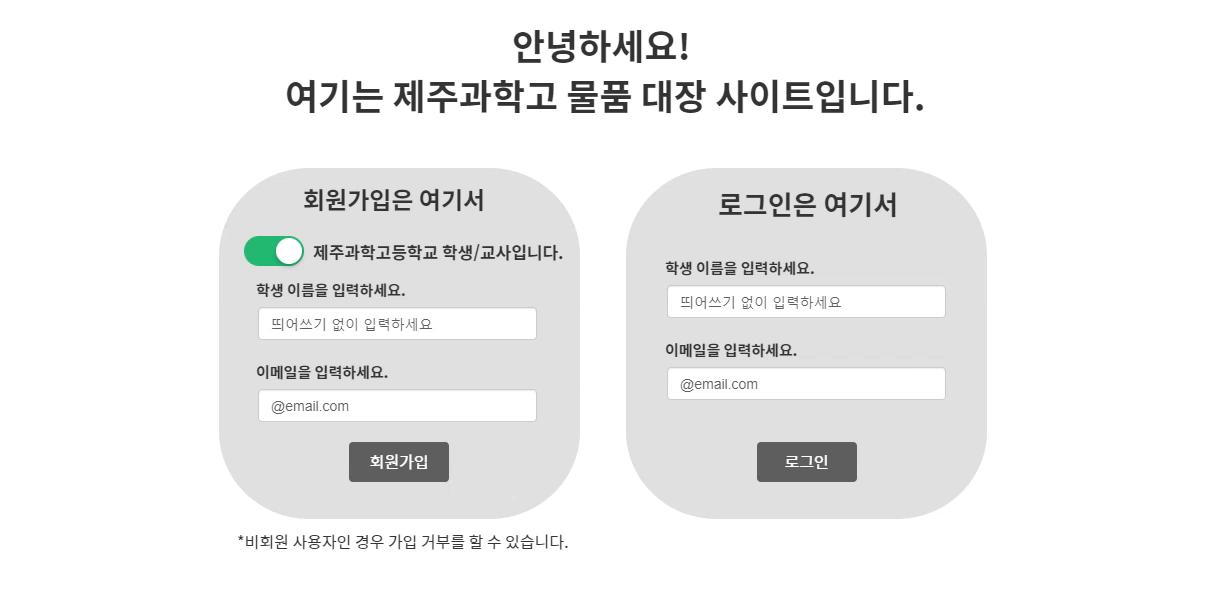 안녕하세요!
여기는 제주과학고 물품 대장 사이트입니다.
회원가입은 여기서
제주과학고등학교 학생/교사입니다.
학생 이름을 입력하세요.
띄어쓰기 없이 입력하세요
이메일을 입력하세요.
@email.com
회원가입
*비회원 사용자인 경우 가입 거부를 할 수 있습니다.
로그인은 여기서
학생 이름을 입력하세요.
띄어쓰기 없이 입력하세요
이메일을 입력하세요.
@email.com
로그인